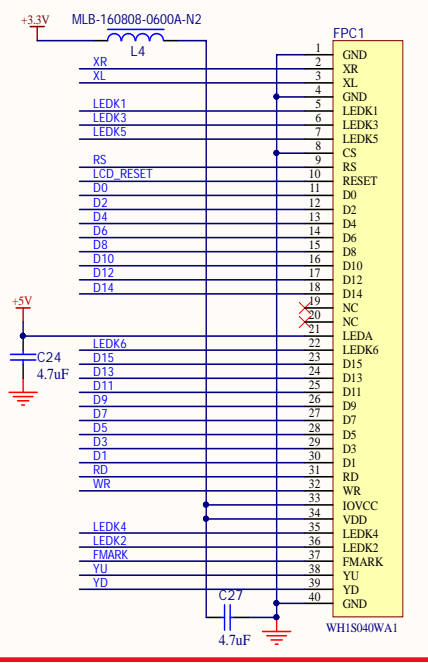 +3.3V MLB-160808-0600A-N2
L4
FPC1
1 GND
XR 2 XR
XL 3 XL
4 GND
LEDK1 5 LEDK1
LEDK3 6 LEDK3
LEDK5 7 LEDK5
8 CS
RS 9 RS
LCD_RESET 10 RESET
D0 11 D0
D2 12 D2
D4 13 D4
D6 14 D6
D8 15 D8
D10 16 D10
D12 17 D12
D14 18 D14
19 NC
20 NC
+5V
21 LEDA
LEDK6 22 LEDK6
C24
4.7uF
D15 23 D15
D13 24 D13
D11 25 D11
D9 26 D9
D7 27 D7
D5 28 D5
D3 29 D3
D1 30 D1
RD 31 RD
WR 32 WR
33 IOVCC
34 VDD
LEDK4 35 LEDK4
LEDK2 36 LEDK2
FMARK 37 FMARK
YU 38 YU
YD 39 YD
C27 40 GND
4.7uF
WH1S040WA1